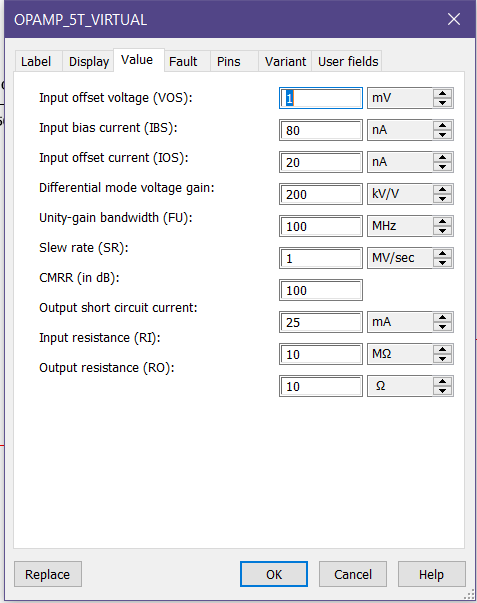 OPAMP_5T_VIRTUAL
Label Display Value Fault Pins Variant User fields
Input offset voltage (VOS): 1 mV
Input bias current (IBS): 80 nA
Input offset current (IOS): 20 nA
Differential mode voltage gain: 200 kV/V
Unity-gain bandwidth (FU): 100 MHz
Slew rate (SR): 1 MV/sec
CMRR (in dB): 100
Output short circuit current: 25 mA
Input resistance (RI): 10 MΩ
Output resistance (RO): 10 Ω
Replace OK Cancel Help